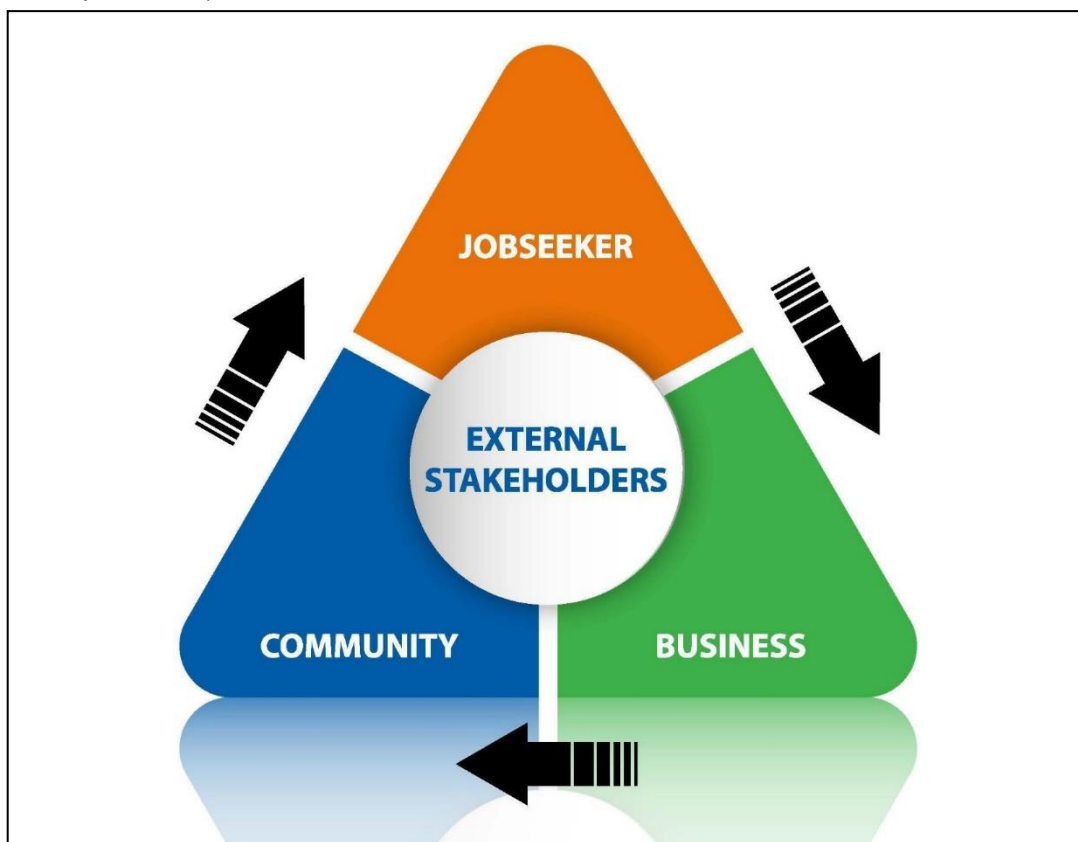 JOBSEEKER
EXTERNAL
STAKEHOLDERS
COMMUNITY
BUSINESS